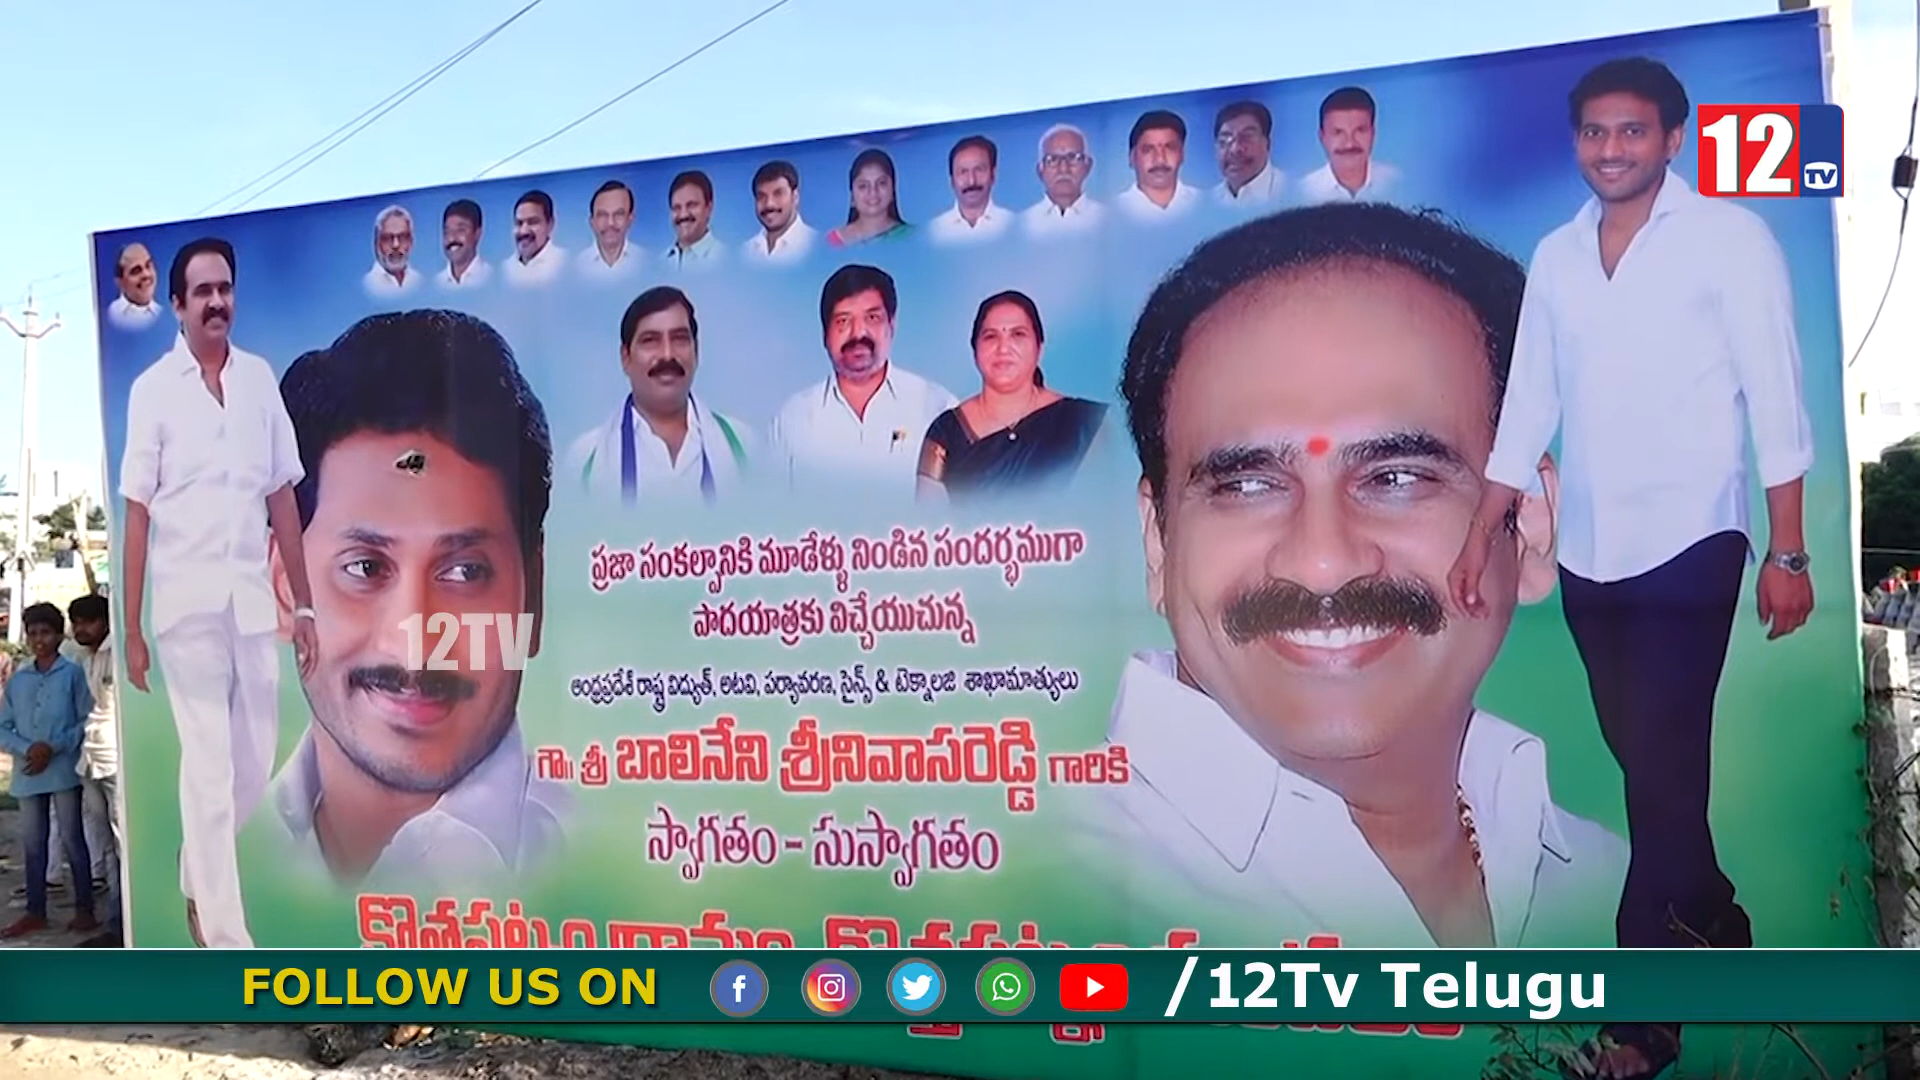 12 TV
ప్రజా సంకల్పానికి మూడేళ్ళు నిండిన సందర్భముగా
పాదయాత్రకు విచ్చేయుచున్న
ఆంధ్రప్రదేశ్ రాష్ట్ర విద్యుత్, అటవి, పర్యావరణ, సైన్స్ & టెక్నాలజి శాఖామాత్యులు
గౌ॥ శ్రీ బాలినేని శ్రీనివాసరెడ్డి గారికి
స్వాగతం - సుస్వాగతం
12TV
FOLLOW US ON /12Tv Telugu